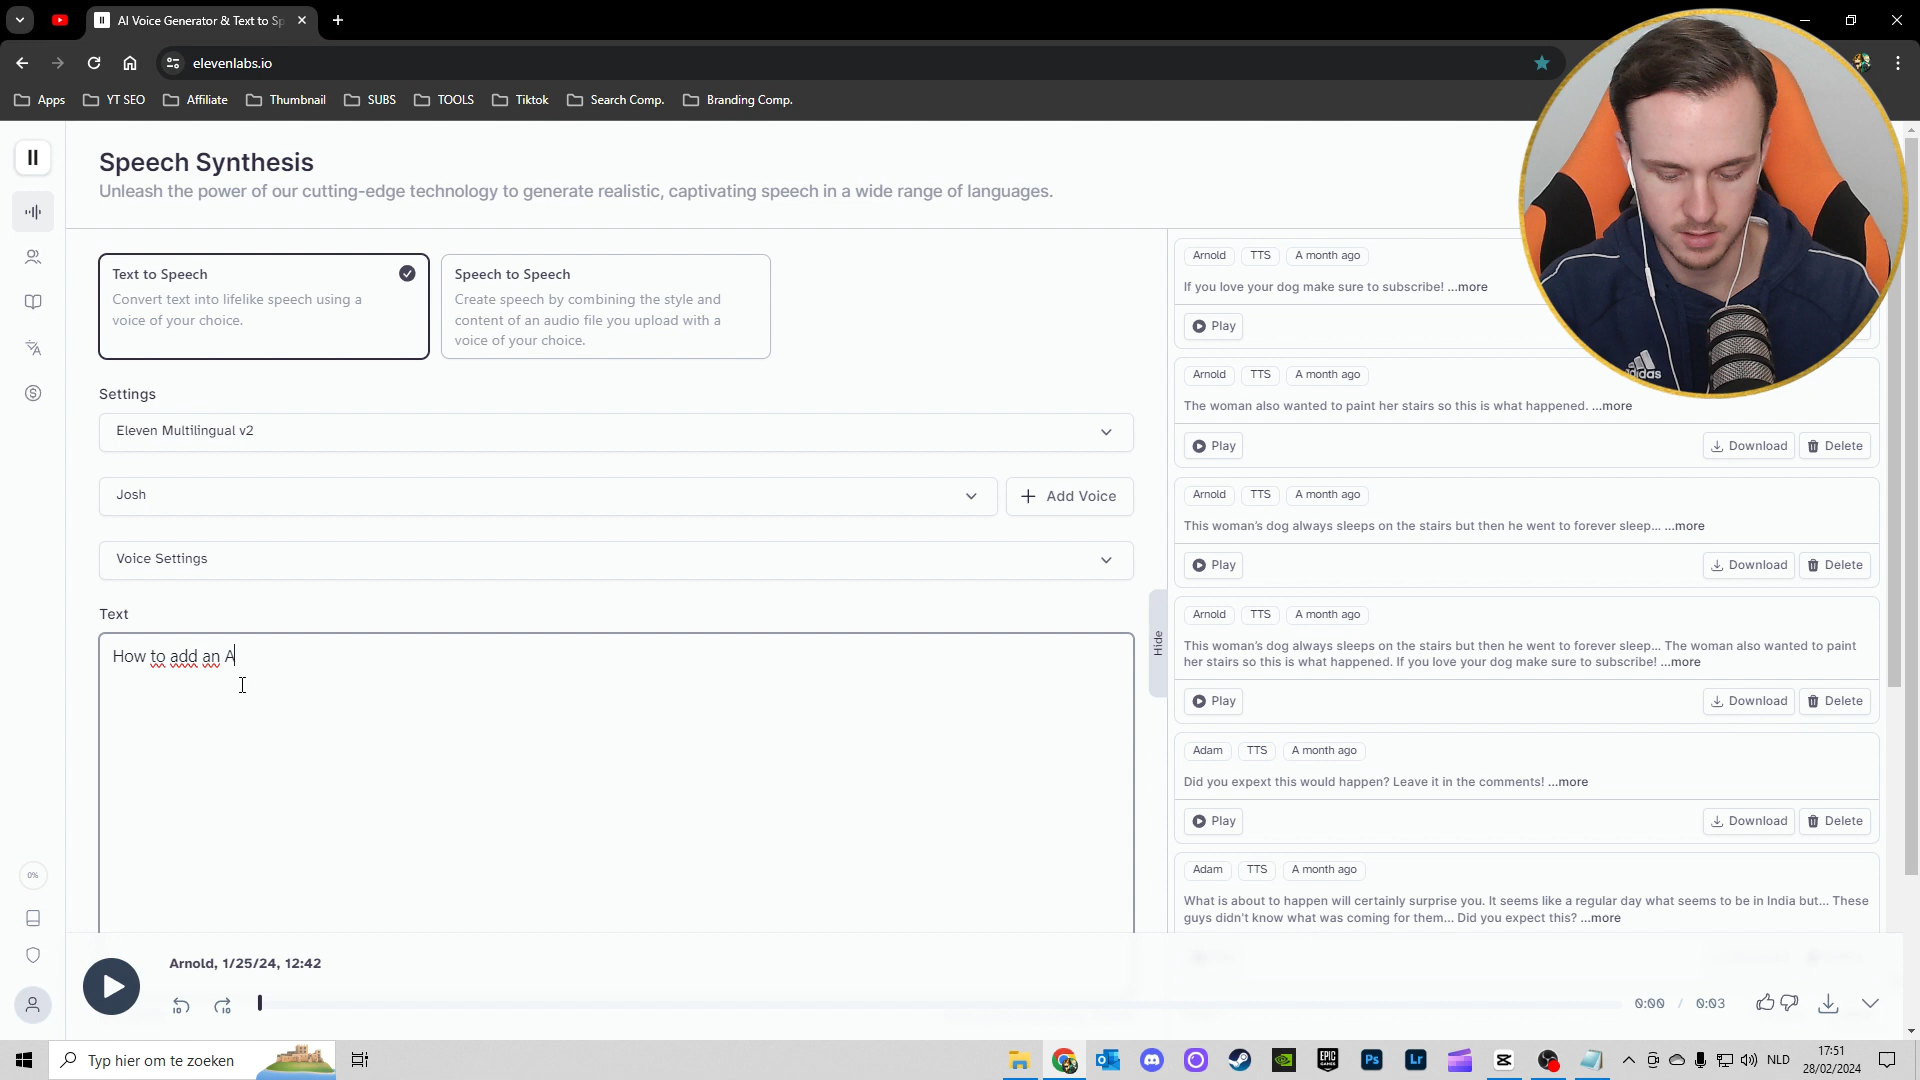 AI Voice Generator & Text to Sp
elevenlabs.io
Apps
YT SEO
Affiliate
Thumbnail
SUBS
TOOLS
Tiktok
Search Comp.
Branding Comp.
Speech Synthesis
Unleash the power of our cutting-edge technology to generate realistic, captivating speech in a wide range of languages.
Text to Speech
Convert text into lifelike speech using a
voice of your choice.
Speech to Speech
Create speech by combining the style and
content of an audio file you upload with a
voice of your choice.
Settings
Eleven Multilingual v2
Josh
Add Voice
Voice Settings
Text
How to add an A
Hide
Arnold TTS A month ago
If you love your dog make sure to subscribe! ...more
Play
Arnold TTS A month ago
The woman also wanted to paint her stairs so this is what happened. ...more
Play Download Delete
Arnold TTS A month ago
This woman's dog always sleeps on the stairs but then he went to forever sleep... ...more
Play Download Delete
Arnold TTS A month ago
This woman's dog always sleeps on the stairs but then he went to forever sleep... The woman also wanted to paint
her stairs so this is what happened. If you love your dog make sure to subscribe! ...more
Play Download Delete
Adam TTS A month ago
Did you expext this would happen? Leave it in the comments! ...more
Play Download Delete
Adam TTS A month ago
What is about to happen will certainly surprise you. It seems like a regular day what seems to be in India but... These
guys didn't know what was coming for them... Did you expect this? ...more
adidas
0%
Arnold, 1/25/24, 12:42
10 10
0:00 / 0:03
Typ hier om te zoeken
EPIC GAMES
Ps
Lr
NLD
17:51
28/02/2024